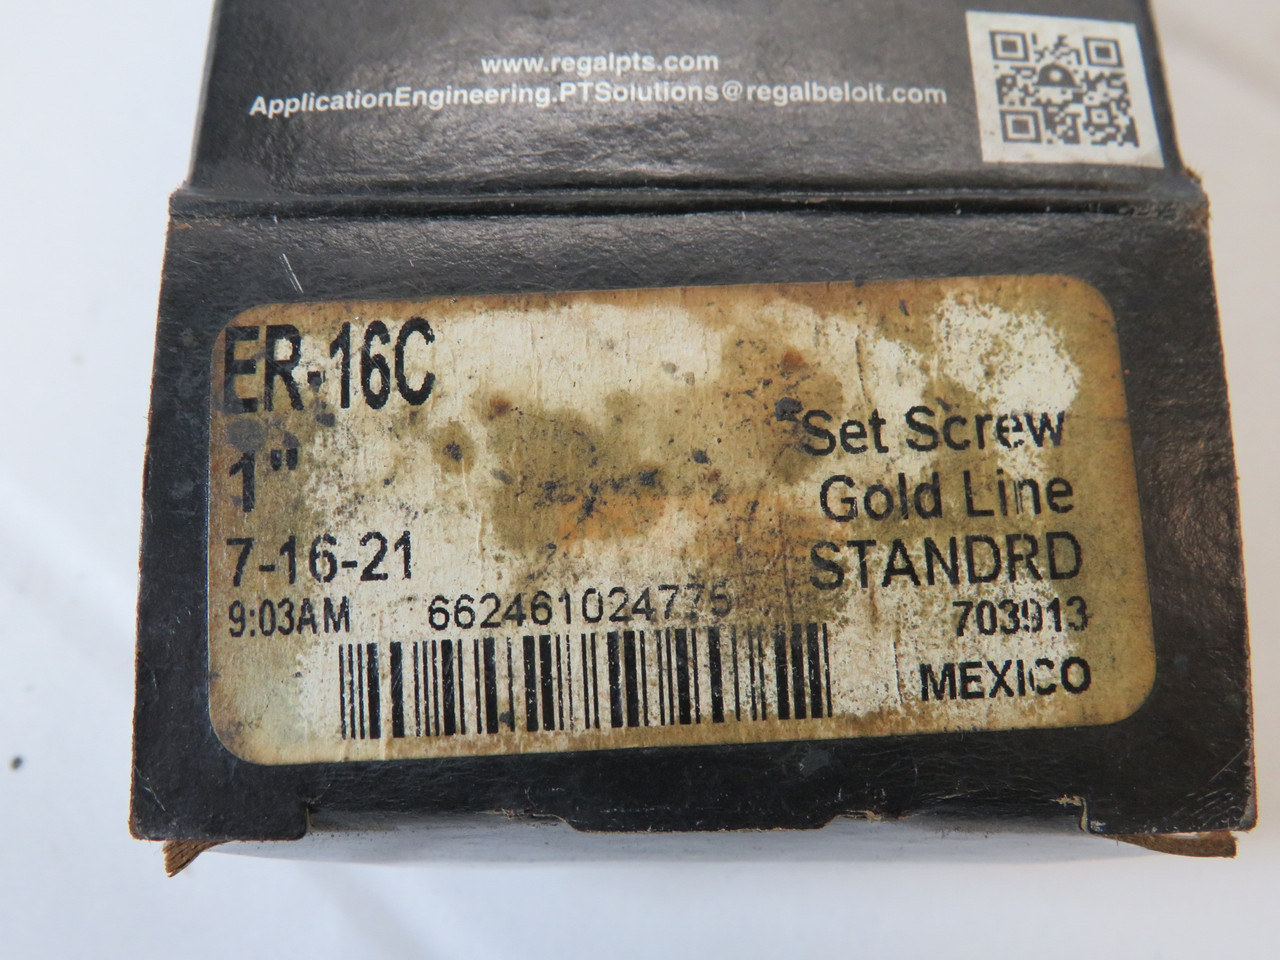 www.regalpts.com
ApplicationEngineering.PTSolutions@regalbeloit.com
ER-16C
1"
Set Screw
Gold Line
7-16-21
STANDRD
9:03AM
662461024775
703913
MEXICO